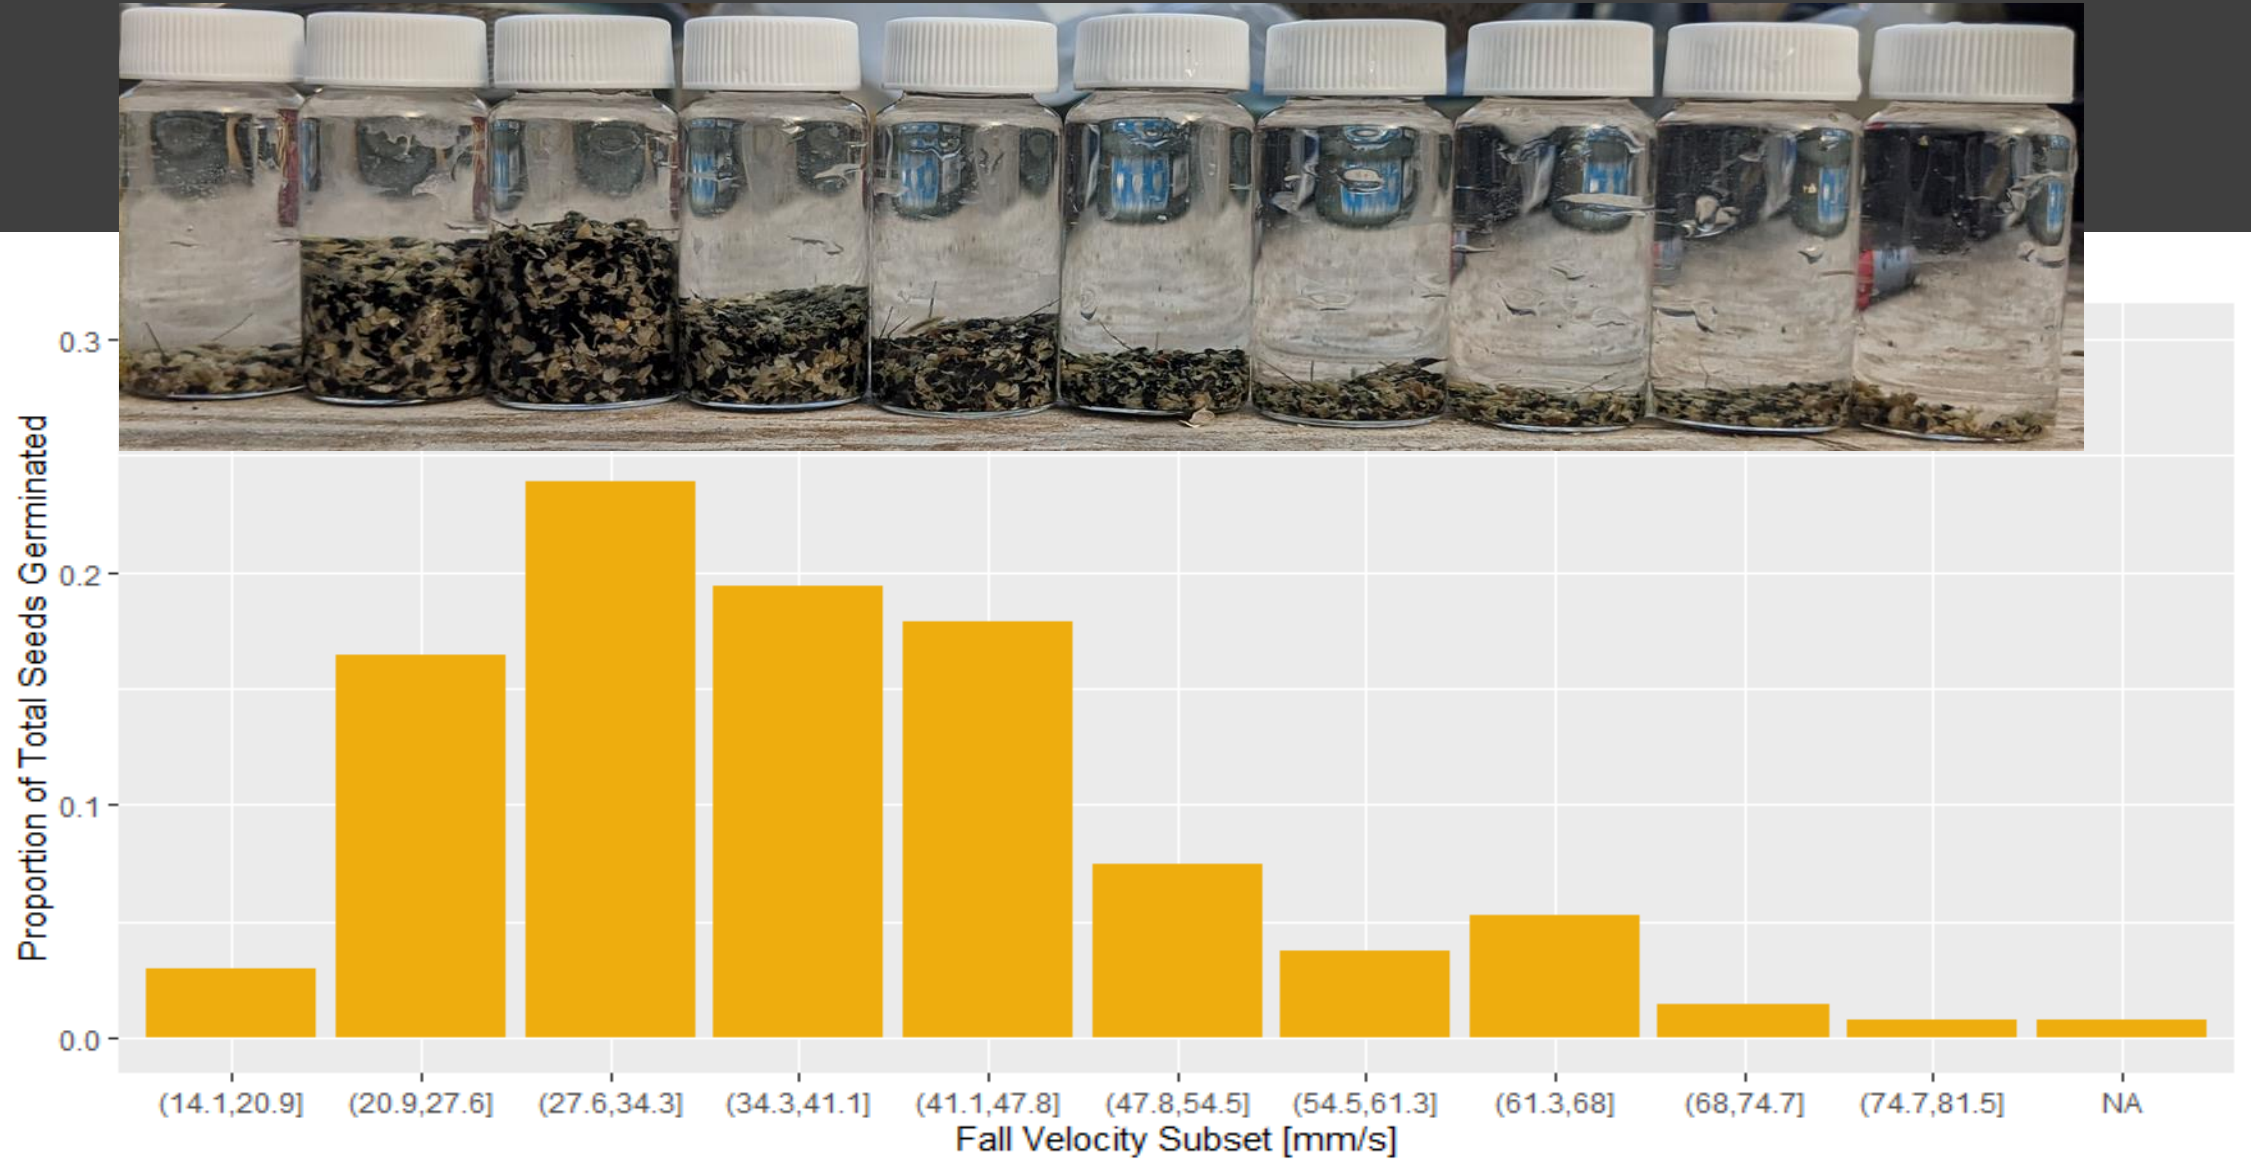 0.3
0.2
0.1
0.0
Proportion of Total Seeds Germinated
(14.1,20.9] (20.9,27.6] (27.6,34.3] (34.3,41.1] (41.1,47.8] (47.8,54.5] (54.5,61.3] (61.3,68] (68,74.7] (74.7,81.5] NA
Fall Velocity Subset [mm/s]